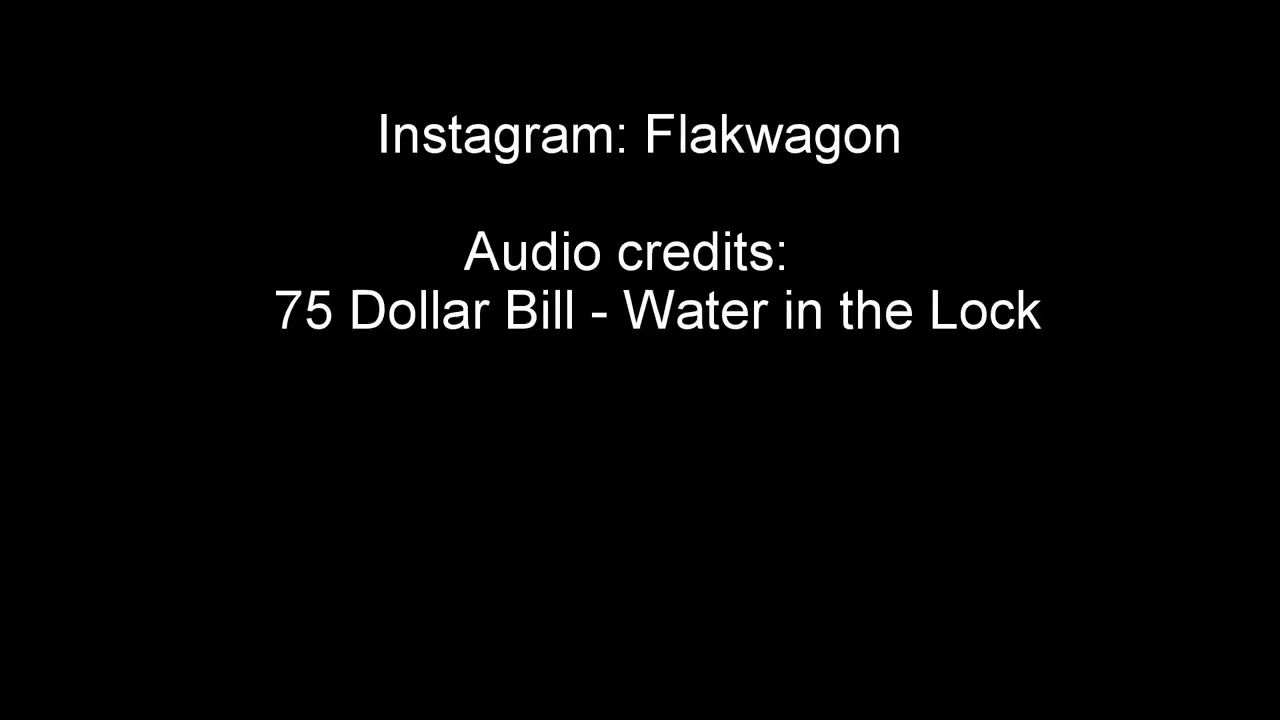 Instagram: Flakwagon
Audio credits:
75 Dollar Bill - Water in the Lock